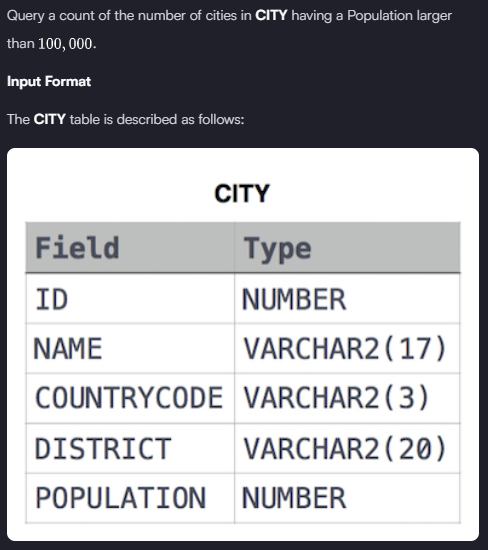 Query a count of the number of cities in CITY having a Population larger
than 100, 000.
Input Format
The CITY table is described as follows:
CITY
Field Type
ID NUMBER
NAME VARCHAR2(17)
COUNTRYCODE VARCHAR2(3)
DISTRICT VARCHAR2(20)
POPULATION NUMBER